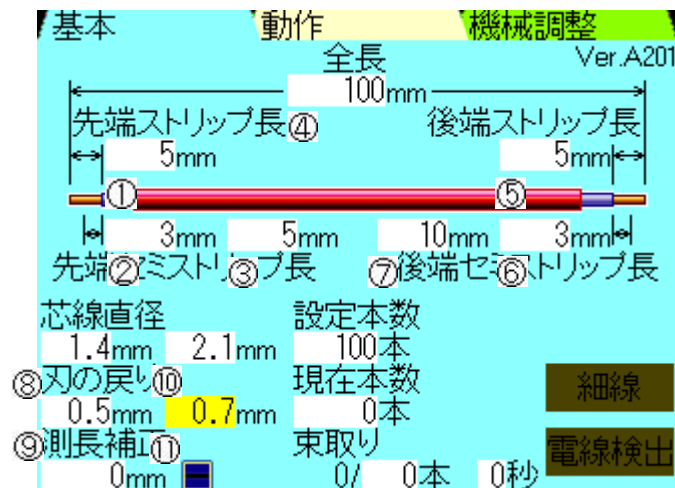 基本 動作 機械調整
全長 Ver.A201
100mm
先端ストリップ長④ 後端ストリップ長
5mm 5mm
① ⑤
3mm 5mm 10mm 3mm
先端②ミストリ③プ長 ⑦後端セ⑥トリップ長
芯線直径 設定本数
1.4mm 2.1mm 100本
⑧刃の戻り⑩ 現在本数 細線
0.5mm 0.7mm 0本
⑨測長補正⑪ 束取り 電線検出
0mm 0/ 0本 0秒